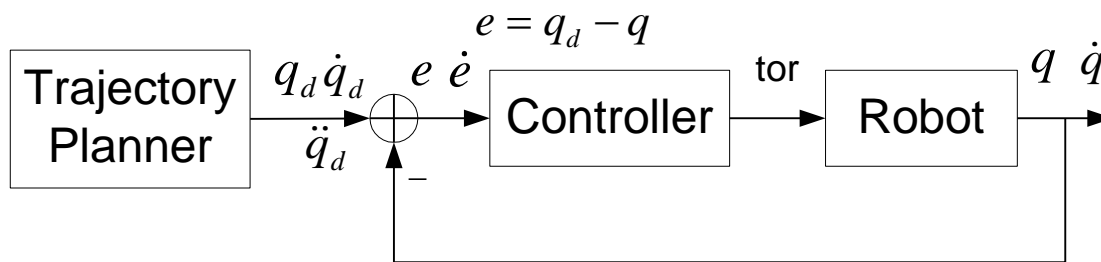 e = q_d − q
Trajectory
Planner
q_d q̇_d
q̈_d
e ė
−
Controller
tor
Robot
q q̇